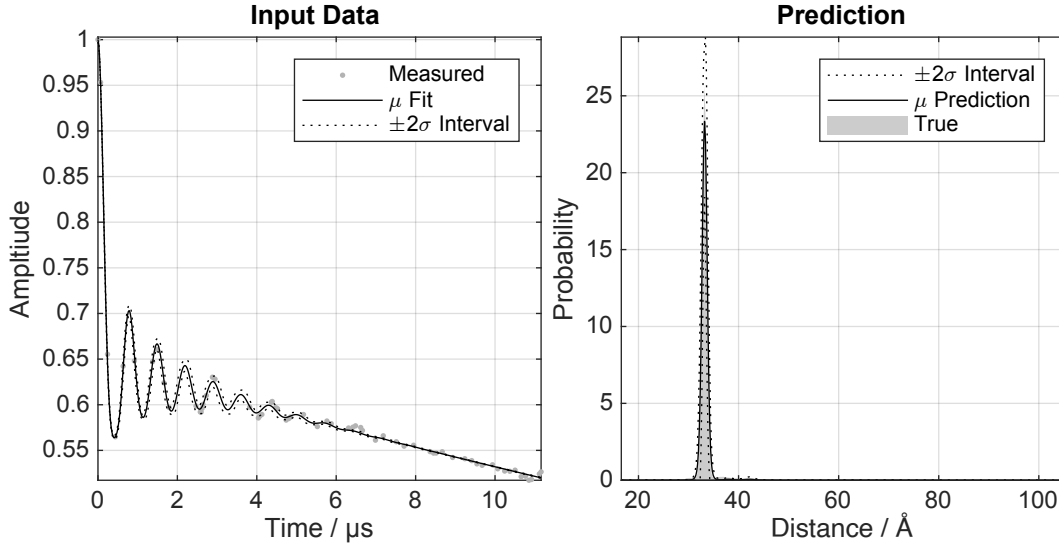 Input Data
Prediction
Measured
μ Fit
±2σ Interval
±2σ Interval
μ Prediction
True
1
0.95
0.9
0.85
0.8
0.75
0.7
0.65
0.6
0.55
0
2
4
6
8
10
Ampltiude
Time / μs
25
20
15
10
5
0
20
40
60
80
100
Probability
Distance / Å